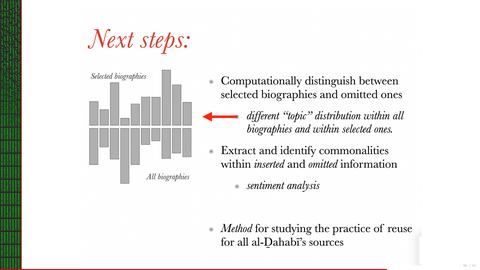 Next steps:
Selected biographies
All biographies
Computationally distinguish between
selected biographies and omitted ones
different “topic” distribution within all
biographies and within selected ones.
Extract and identify commonalities
within inserted and omitted information
sentiment analysis
Method for studying the practice of reuse
for all al-Ḏahabī’s sources